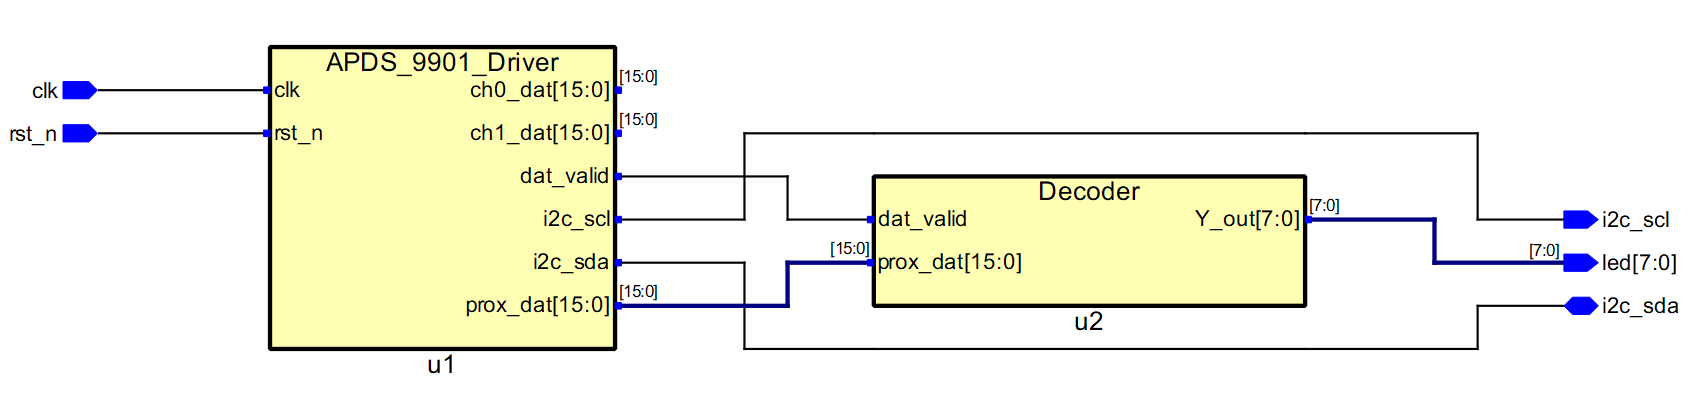 clk
rst_n
APDS_9901_Driver
clk
rst_n
ch0_dat[15:0]
[15:0]
ch1_dat[15:0]
[15:0]
dat_valid
i2c_scl
i2c_sda
prox_dat[15:0]
[15:0]
u1
Decoder
dat_valid
[15:0]
prox_dat[15:0]
Y_out[7:0]
[7:0]
u2
i2c_scl
[7:0]
led[7:0]
i2c_sda